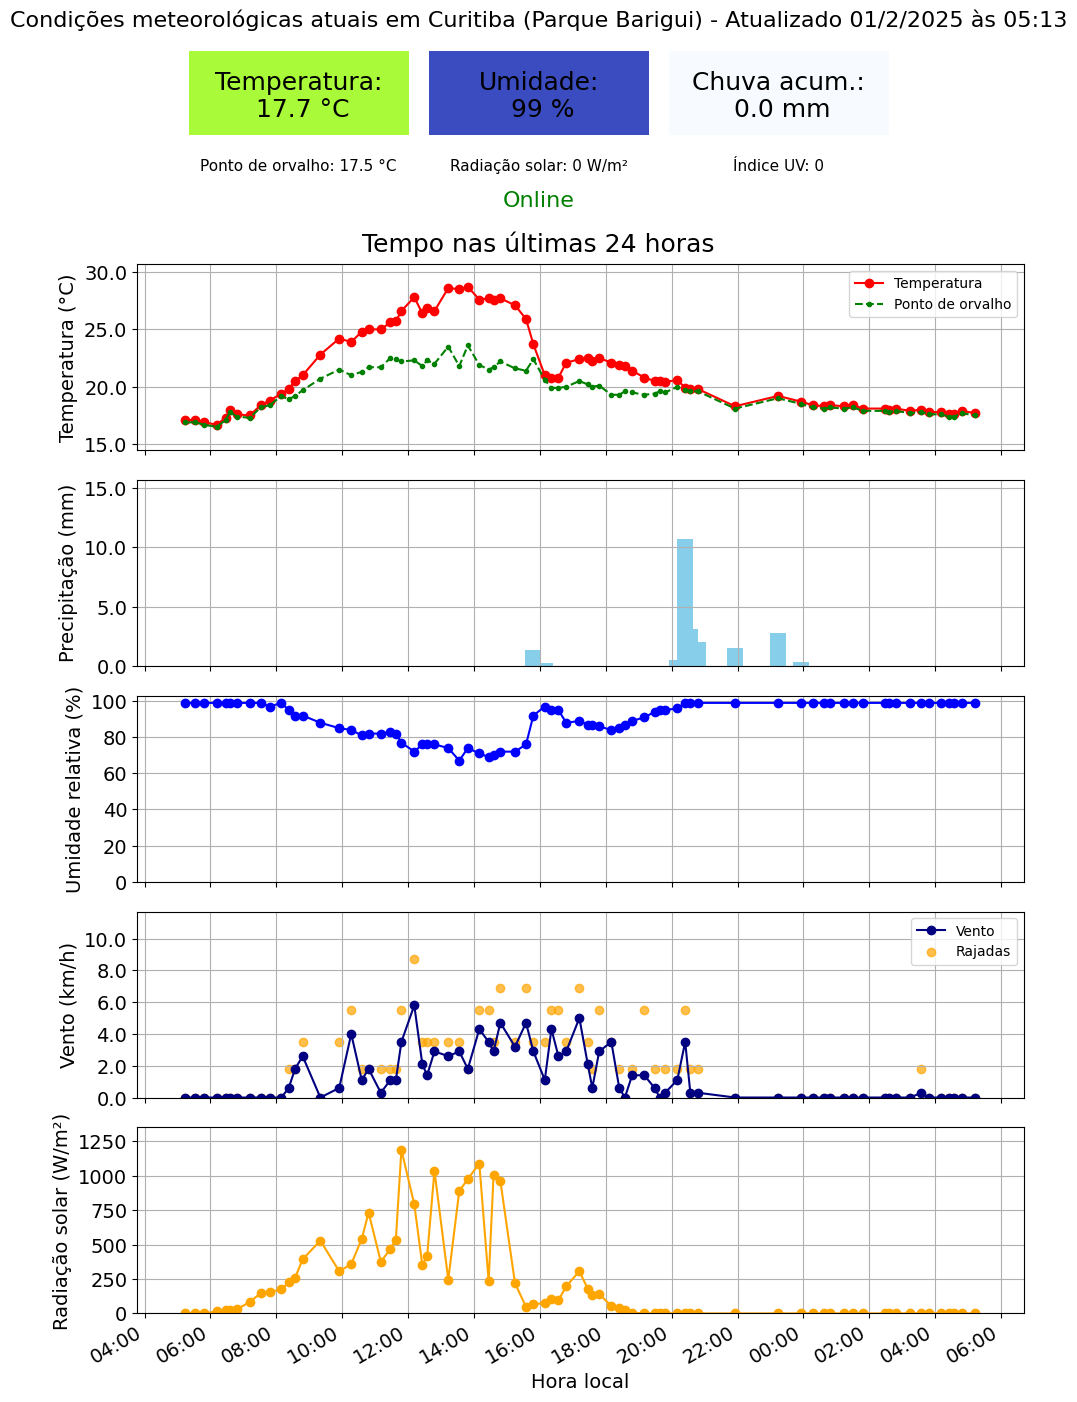 Condições meteorológicas atuais em Curitiba (Parque Barigui) - Atualizado 01/2/2025 às 05:13
Temperatura:
17.7 °C
Umidade:
99 %
Chuva acum.:
0.0 mm
Ponto de orvalho: 17.5 °C
Radiação solar: 0 W/m²
Índice UV: 0
Online
Tempo nas últimas 24 horas
Temperatura (°C)
30.0
25.0
20.0
15.0
Temperatura
Ponto de orvalho
Precipitação (mm)
15.0
10.0
5.0
0.0
Umidade relativa (%)
100
80
60
40
20
0
Vento (km/h)
10.0
8.0
6.0
4.0
2.0
0.0
Vento
Rajadas
Radiação solar (W/m²)
1250
1000
750
500
250
0
04:00
06:00
08:00
10:00
12:00
14:00
16:00
18:00
20:00
22:00
00:00
02:00
04:00
06:00
Hora local